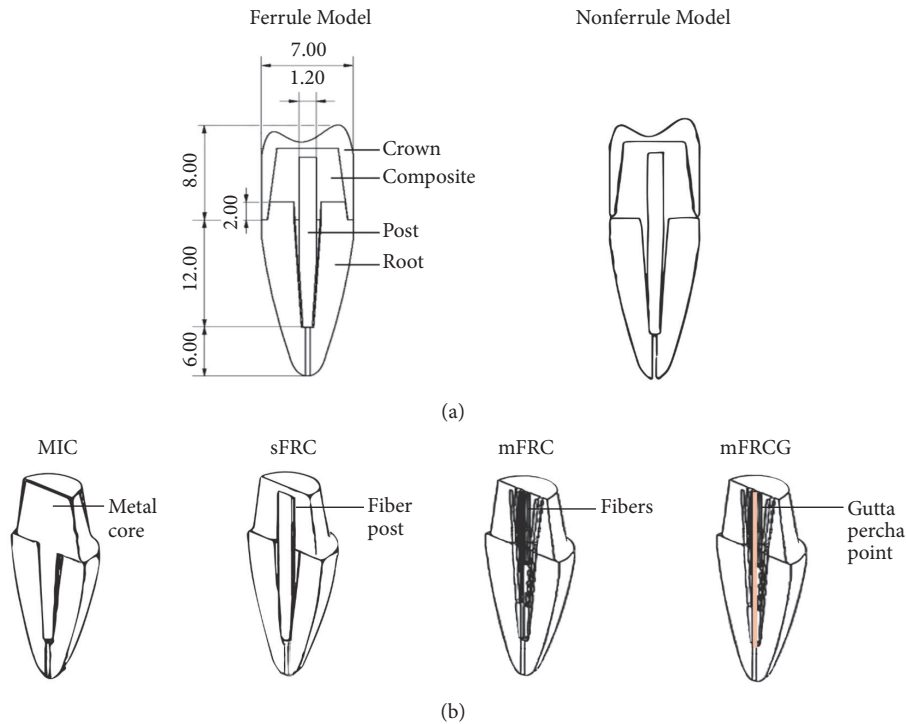 Ferrule Model
Nonferrule Model
7.00
1.20
8.00
2.00
12.00
6.00
Crown
Composite
Post
Root
(a)
MIC
sFRC
mFRC
mFRCG
Metal
core
Fiber
post
Fibers
Gutta
percha
point
(b)